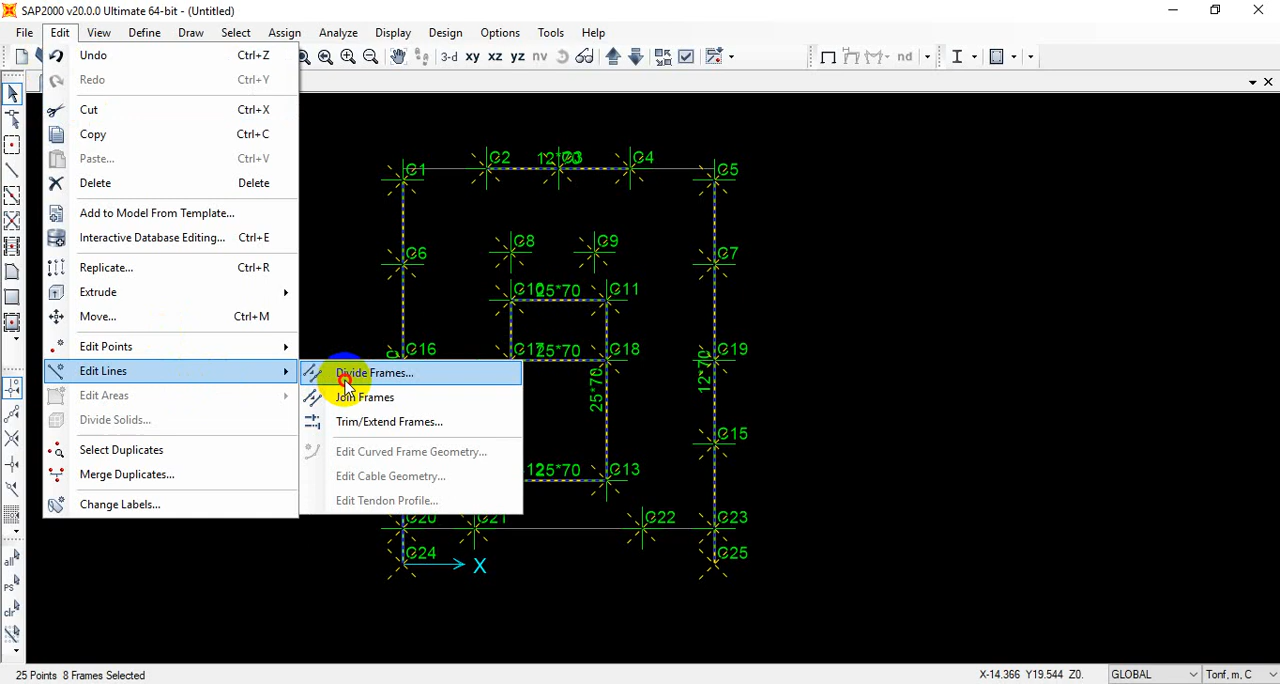 SAP2000 v20.0.0 Ultimate 64-bit - (Untitled)
File Edit View Define Draw Select Assign Analyze Display Design Options Tools Help
3-d xy xz yz nv nd
Undo Ctrl+Z
Redo Ctrl+Y
Cut Ctrl+X
Copy Ctrl+C
Paste... Ctrl+V
Delete Delete
Add to Model From Template...
Interactive Database Editing... Ctrl+E
Replicate... Ctrl+R
Extrude
Move... Ctrl+M
Edit Points
Edit Lines
Edit Areas
Divide Solids...
Select Duplicates
Merge Duplicates...
Change Labels...
Divide Frames...
Join Frames
Trim/Extend Frames...
Edit Curved Frame Geometry...
Edit Cable Geometry...
Edit Tendon Profile...
all
PS
clr
C1 C2 C4 C5
C6 C8 C9 C7
C10 25*70 C11
C16 C17 25*70 C18 C19
25*70
12*70
C15
25*70 C13
C20 C21 C22 C23
C24 X C25
25 Points 8 Frames Selected
X-14.366 Y19.544 Z0.
GLOBAL
Tonf, m, C